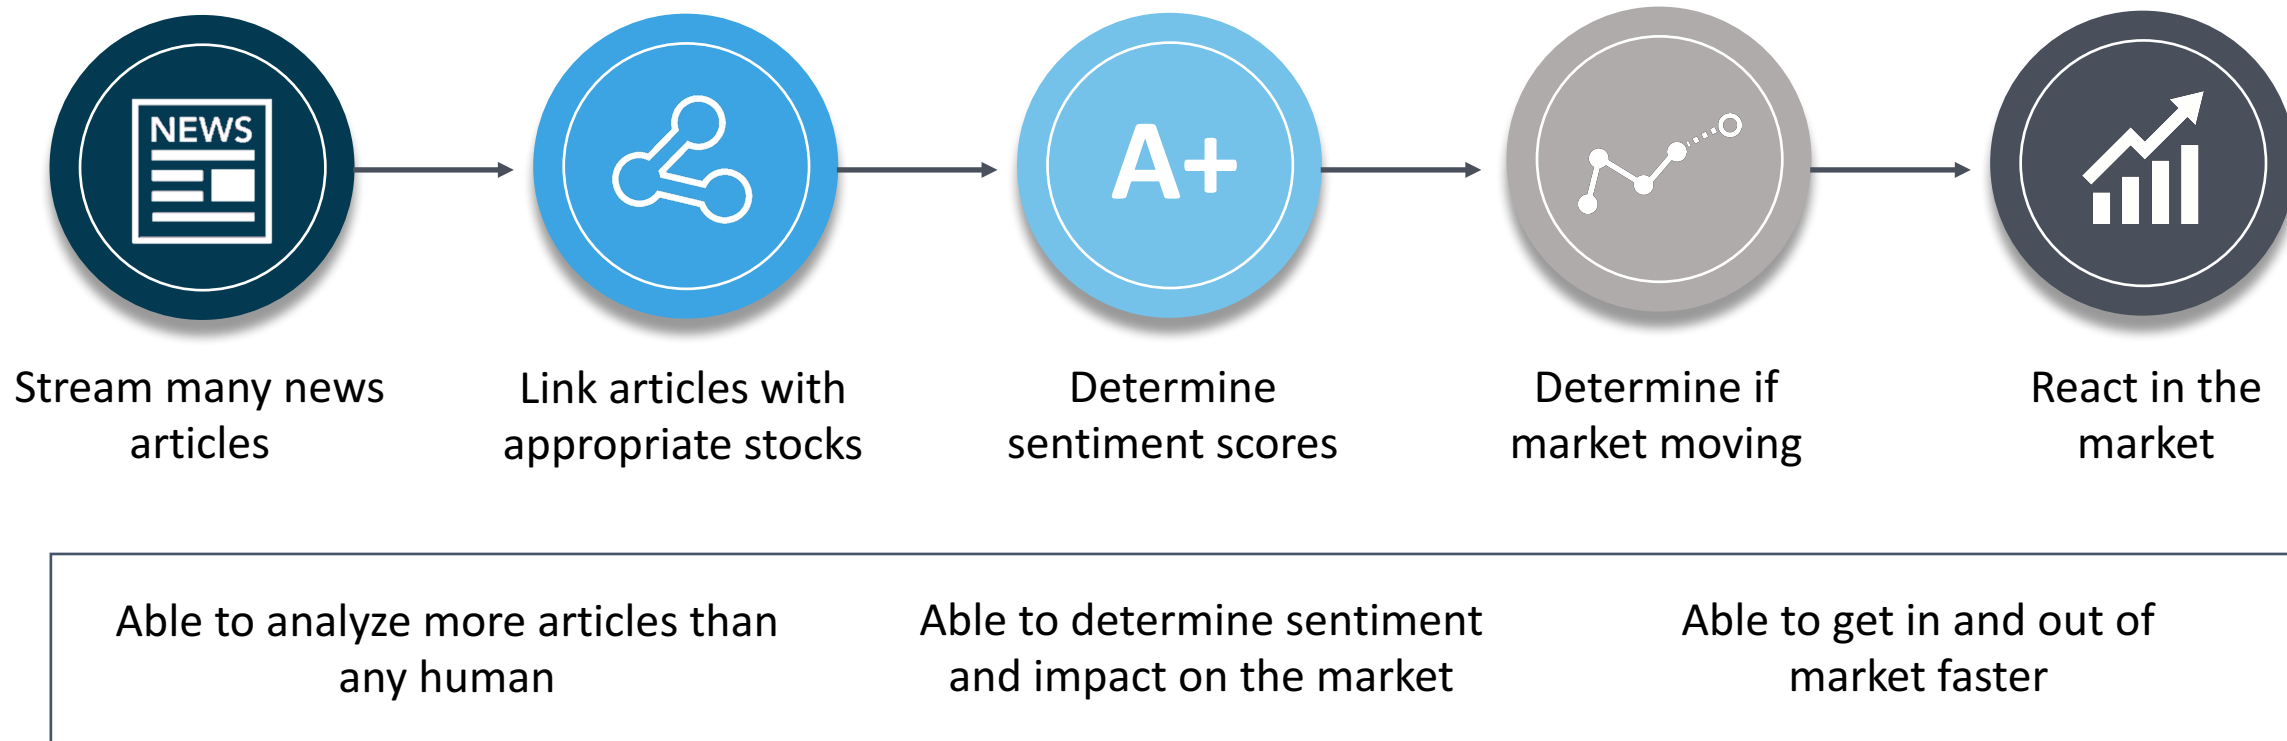 NEWS
A+
Stream many news
articles
Link articles with
appropriate stocks
Determine
sentiment scores
Determine if
market moving
React in the
market
Able to analyze more articles than
any human
Able to determine sentiment
and impact on the market
Able to get in and out of
market faster